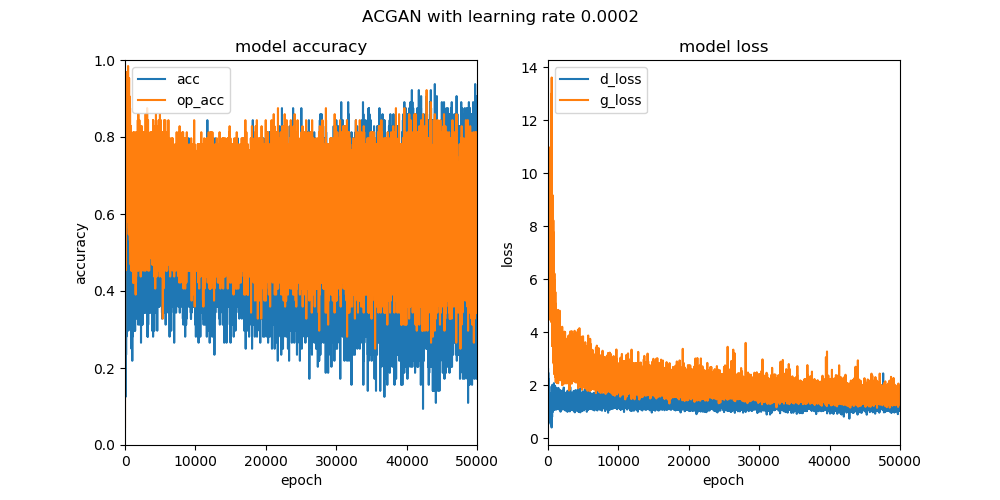 ACGAN with learning rate 0.0002
model accuracy
1.0
0.8
0.6
0.4
0.2
0.0
accuracy
acc
op_acc
0
10000
20000
30000
40000
50000
epoch
model loss
14
12
10
8
6
4
2
0
loss
d_loss
g_loss
0
10000
20000
30000
40000
50000
epoch